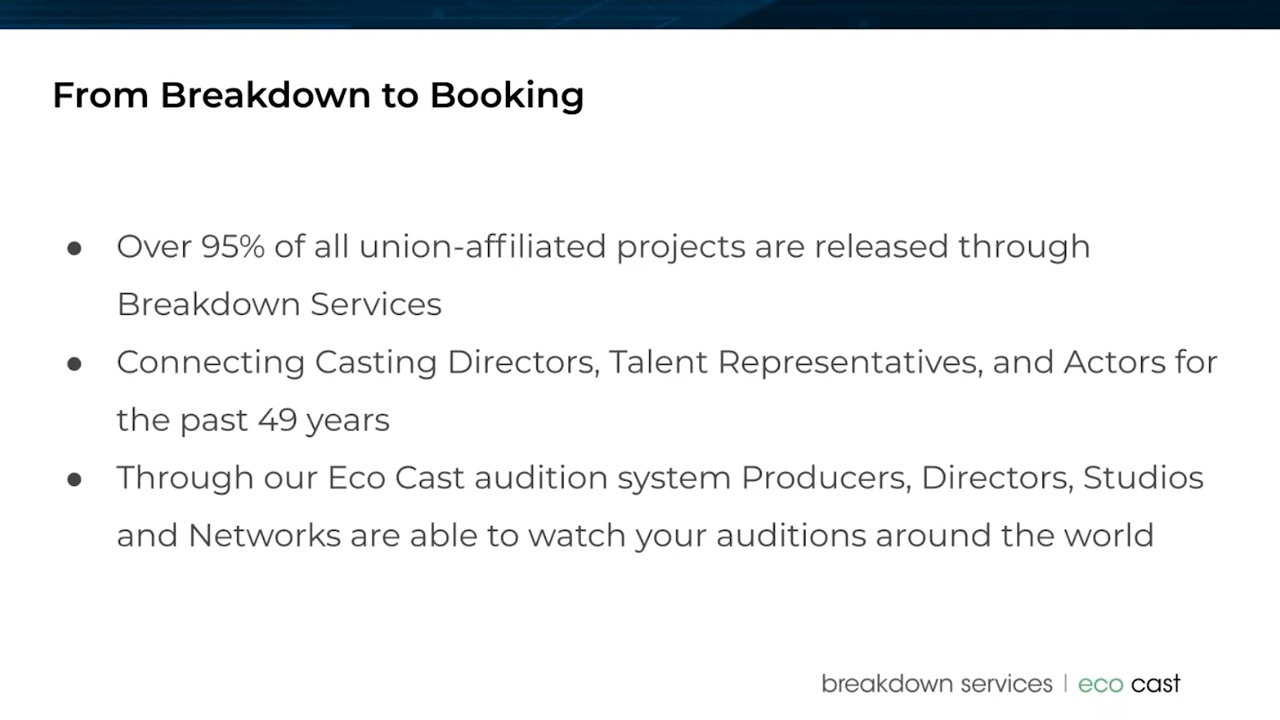 From Breakdown to Booking
● Over 95% of all union-affiliated projects are released through
Breakdown Services
● Connecting Casting Directors, Talent Representatives, and Actors for
the past 49 years
● Through our Eco Cast audition system Producers, Directors, Studios
and Networks are able to watch your auditions around the world
breakdown services | eco cast